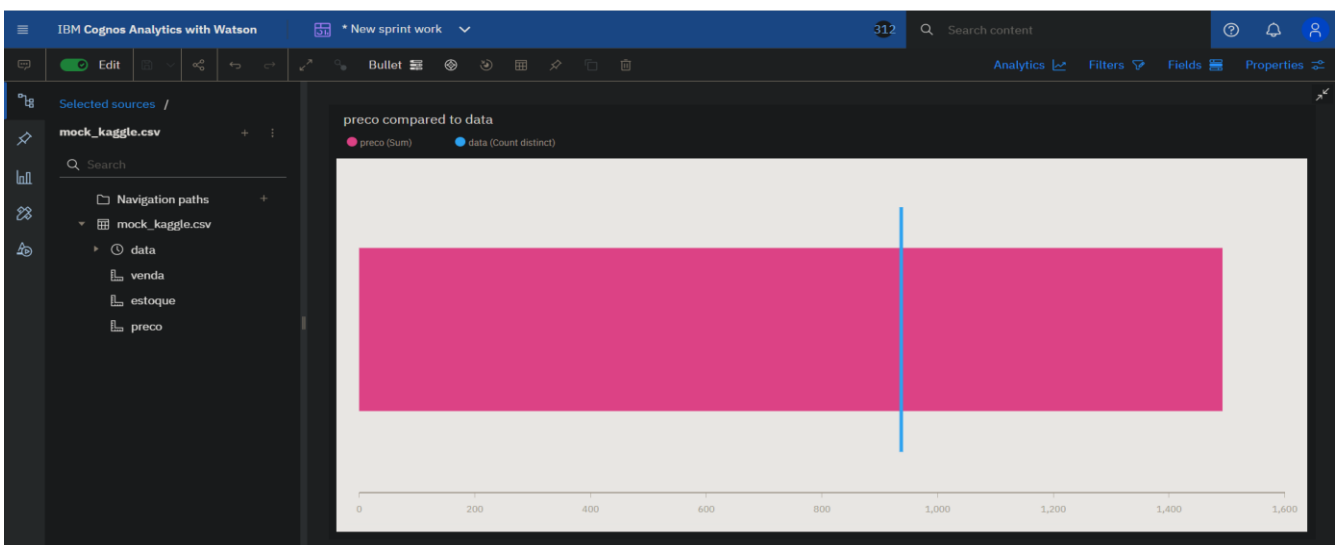 IBM Cognos Analytics with Watson
* New sprint work
312
Search content
Edit
Bullet
Analytics
Filters
Fields
Properties
Selected sources /
mock_kaggle.csv
Search
Navigation paths
mock_kaggle.csv
data
venda
estoque
preco
preco compared to data
preco (Sum) data (Count distinct)
0 200 400 600 800 1,000 1,200 1,400 1,600